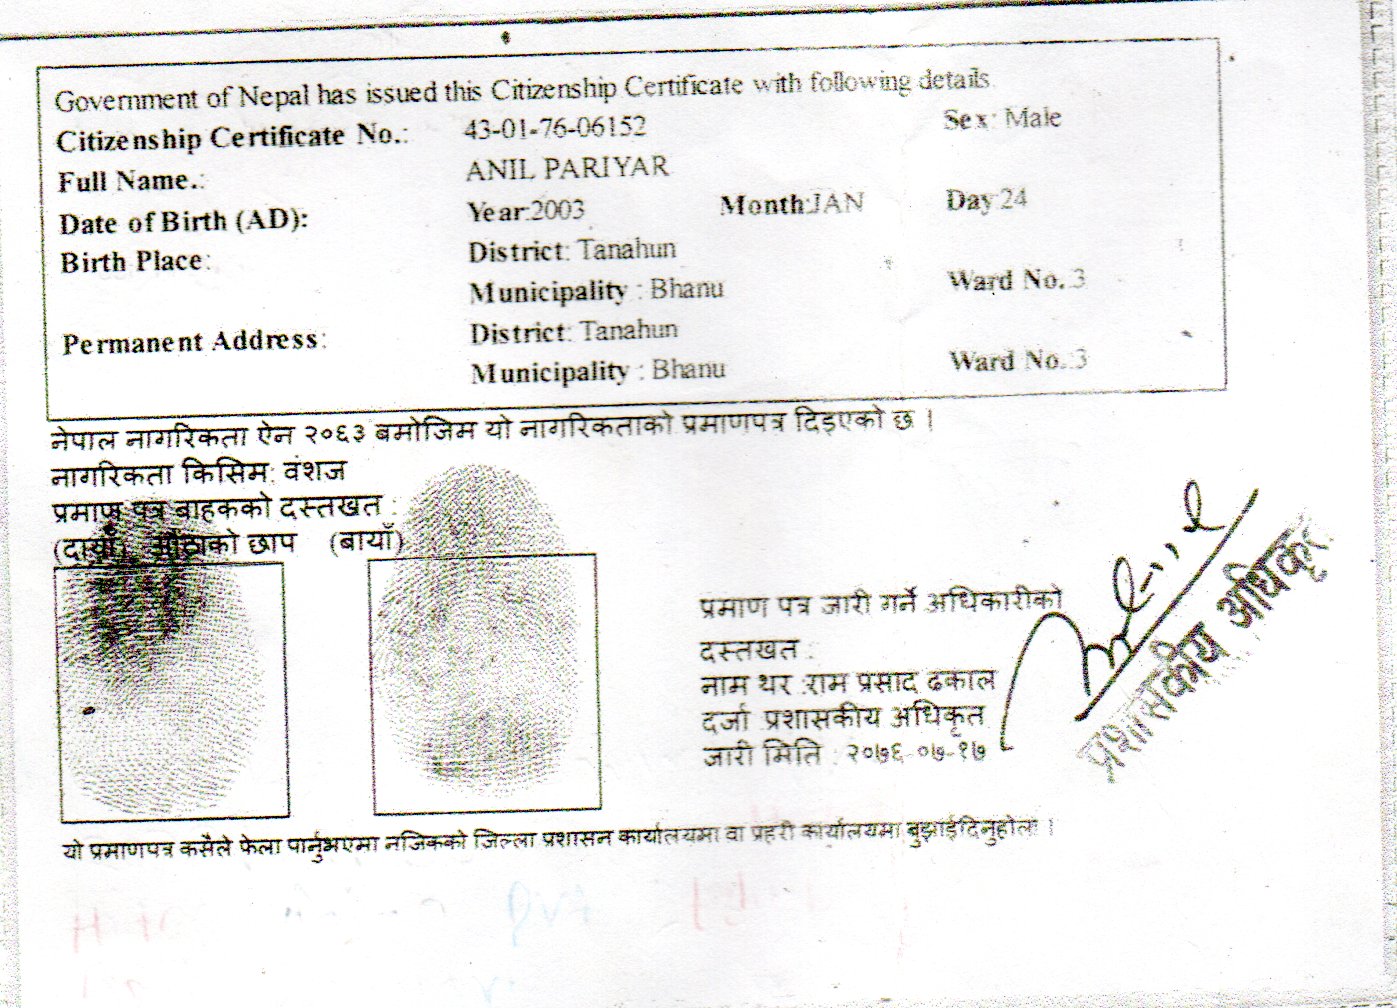 Government of Nepal has issued this Citizenship Certificate with following details.
Citizenship Certificate No.: 43-01-76-06152 Sex: Male
Full Name.: ANIL PARIYAR
Date of Birth (AD): Year:2003 Month:JAN Day:24
Birth Place: District: Tanahun
Municipality : Bhanu Ward No.:3
Permanent Address: District: Tanahun
Municipality : Bhanu Ward No.:3
नेपाल नागरिकता ऐन २०६३ बमोजिम यो नागरिकताको प्रमाणपत्र दिइएको छ ।
नागरिकता किसिम: वंशज
प्रमाण पत्र बाहकको दस्तखत :
(दायाँ) औंठाको छाप (बायाँ)
प्रमाण पत्र जारी गर्ने अधिकारीको
दस्तखत :
नाम थर :राम प्रसाद ढकाल
दर्जा :प्रशासकीय अधिकृत
जारी मिति : २०७६-०७-१७
प्रशासकीय अधिकृत
यो प्रमाणपत्र कसैले फेला पार्नुभएमा नजिकको जिल्ला प्रशासन कार्यालयमा वा प्रहरी कार्यालयमा बुझाईदिनुहोला ।